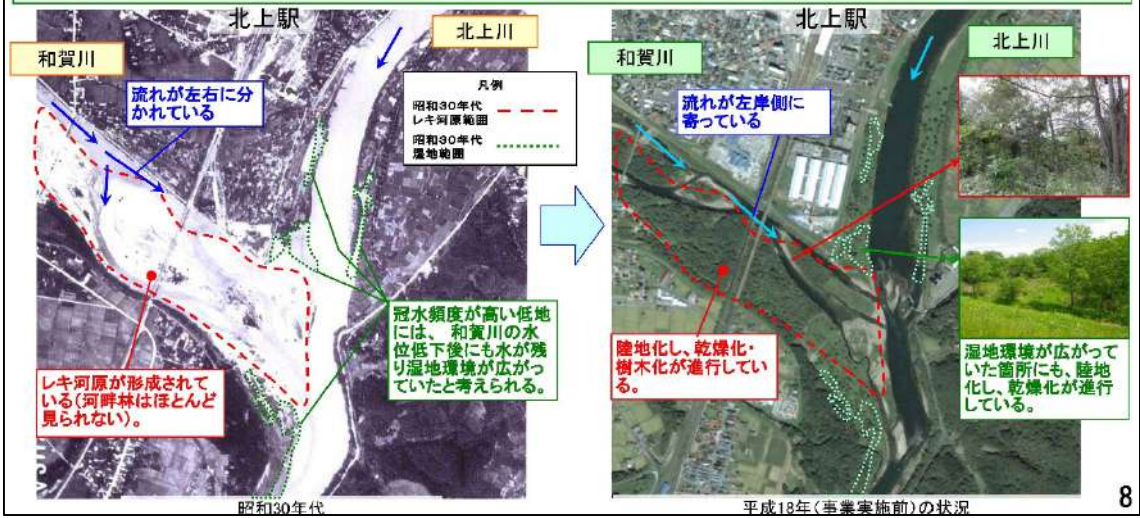 北上駅
和賀川
北上川
流れが左右に分
かれている
凡例
昭和30年代
レキ河原範囲
昭和30年代
湿地範囲
冠水頻度が高い低地
には、和賀川の水
位低下後にも水が残
り湿地環境が広がっ
ていたと考えられる。
レキ河原が形成されて
いる(河畔林はほとんど
見られない)。
昭和30年代
北上駅
和賀川
北上川
流れが左岸側に
寄っている
陸地化し、乾燥化・
樹木化が進行してい
る。
湿地環境が広がって
いた箇所にも、陸地
化し、乾燥化が進行
している。
平成18年(事業実施前)の状況
8